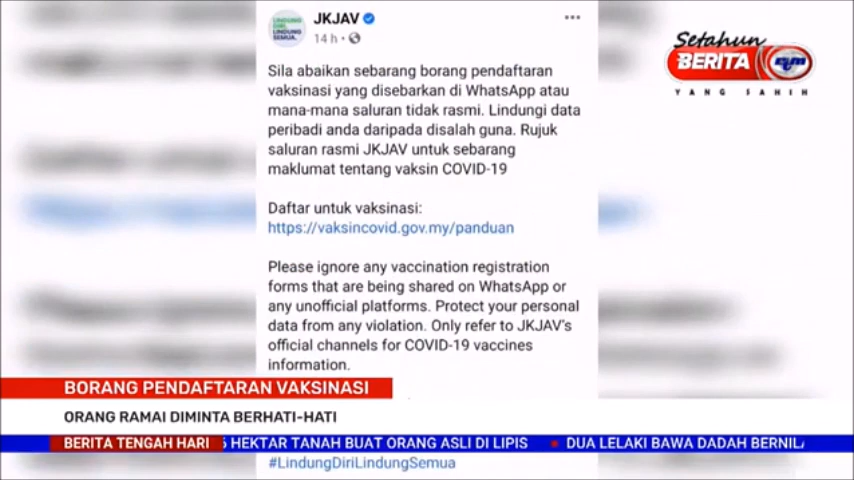 LINDUNG
DIRI,
LINDUNG
SEMUA.
JKJAV
14 h
Setahun
BERITA
YANG SAHIH
Sila abaikan sebarang borang pendaftaran
vaksinasi yang disebarkan di WhatsApp atau
mana-mana saluran tidak rasmi. Lindungi data
peribadi anda daripada disalah guna. Rujuk
saluran rasmi JKJAV untuk sebarang
maklumat tentang vaksin COVID-19
Daftar untuk vaksinasi:
https://vaksincovid.gov.my/panduan
Please ignore any vaccination registration
forms that are being shared on WhatsApp or
any unofficial platforms. Protect your personal
data from any violation. Only refer to JKJAV's
official channels for COVID-19 vaccines
information.
BORANG PENDAFTARAN VAKSINASI
ORANG RAMAI DIMINTA BERHATI-HATI
BERITA TENGAH HARI HEKTAR TANAH BUAT ORANG ASLI DI LIPIS DUA LELAKI BAWA DADAH
#LindungDiriLindungSemua